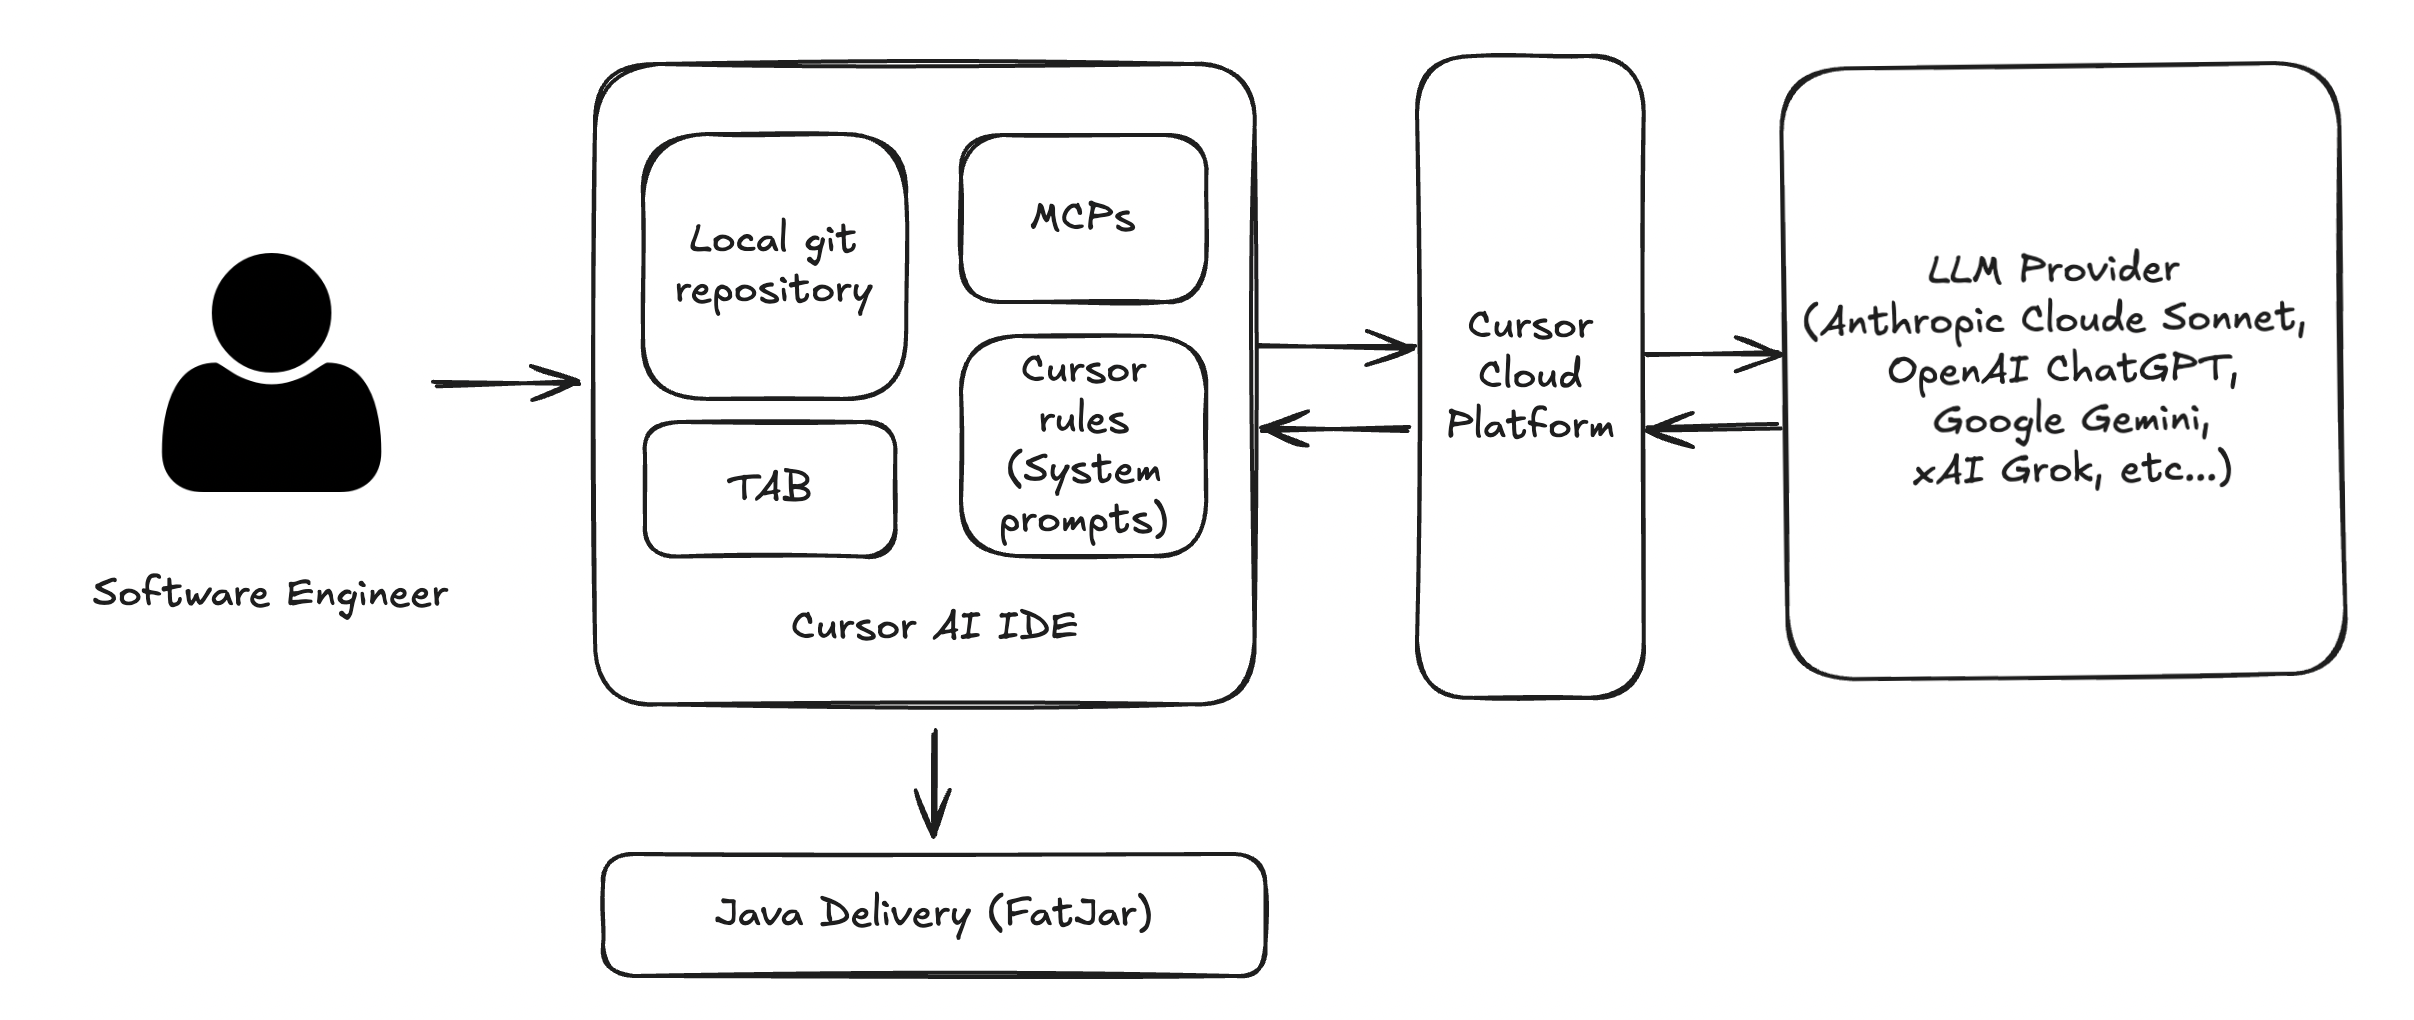 Software Engineer
Local git
repository
MCPs
TAB
Cursor
rules
(System
prompts)
Cursor AI IDE
Cursor
Cloud
Platform
LLM Provider
(Anthropic Cloude Sonnet,
OpenAI ChatGPT,
Google Gemini,
xAI Grok, etc...)
Java Delivery (FatJar)